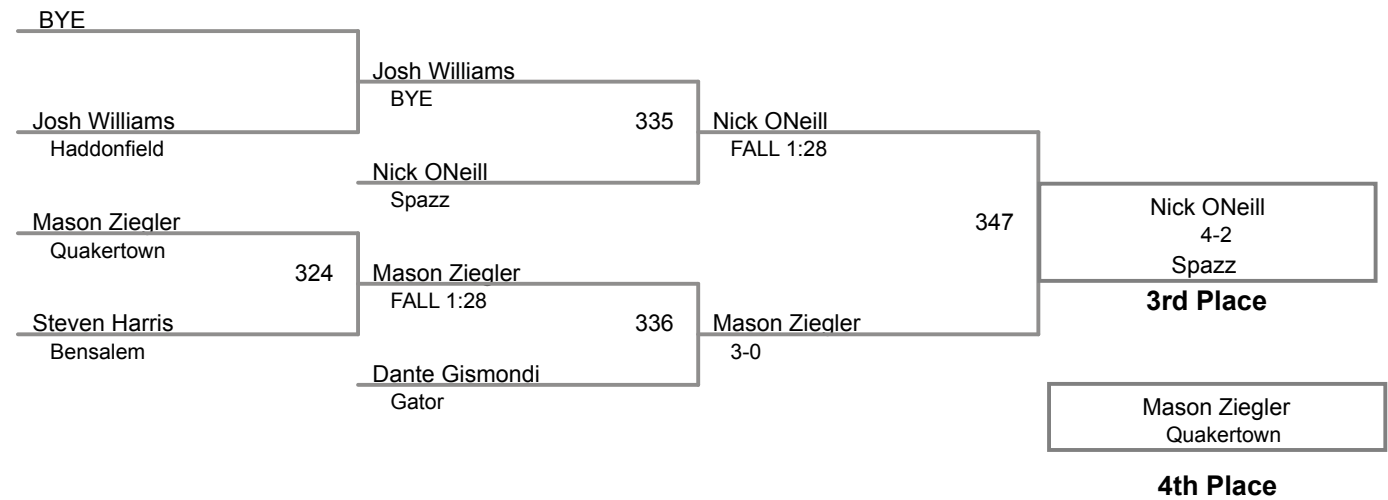 BYE
Josh Williams
BYE
Josh Williams
Haddonfield
335
Nick ONeill
FALL 1:28
Nick ONeill
Spazz
Mason Ziegler
Quakertown
347
Nick ONeill
4-2
Spazz
3rd Place
324
Mason Ziegler
FALL 1:28
Steven Harris
Bensalem
336
Mason Ziegler
3-0
Dante Gismondi
Gator
Mason Ziegler
Quakertown
4th Place